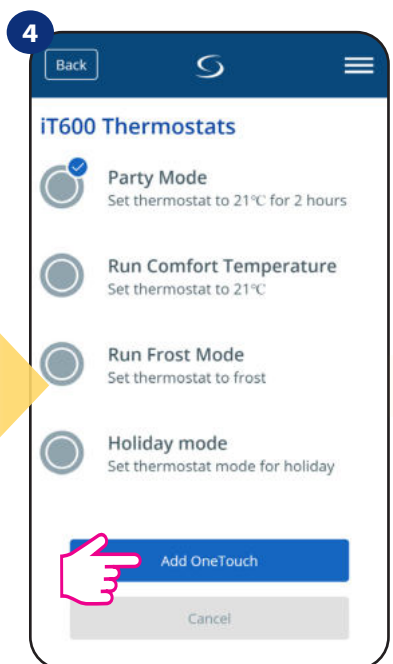 4
Back
iT600 Thermostats
Party Mode
Set thermostat to 21℃ for 2 hours
Run Comfort Temperature
Set thermostat to 21℃
Run Frost Mode
Set thermostat to frost
Holiday mode
Set thermostat mode for holiday
Add OneTouch
Cancel